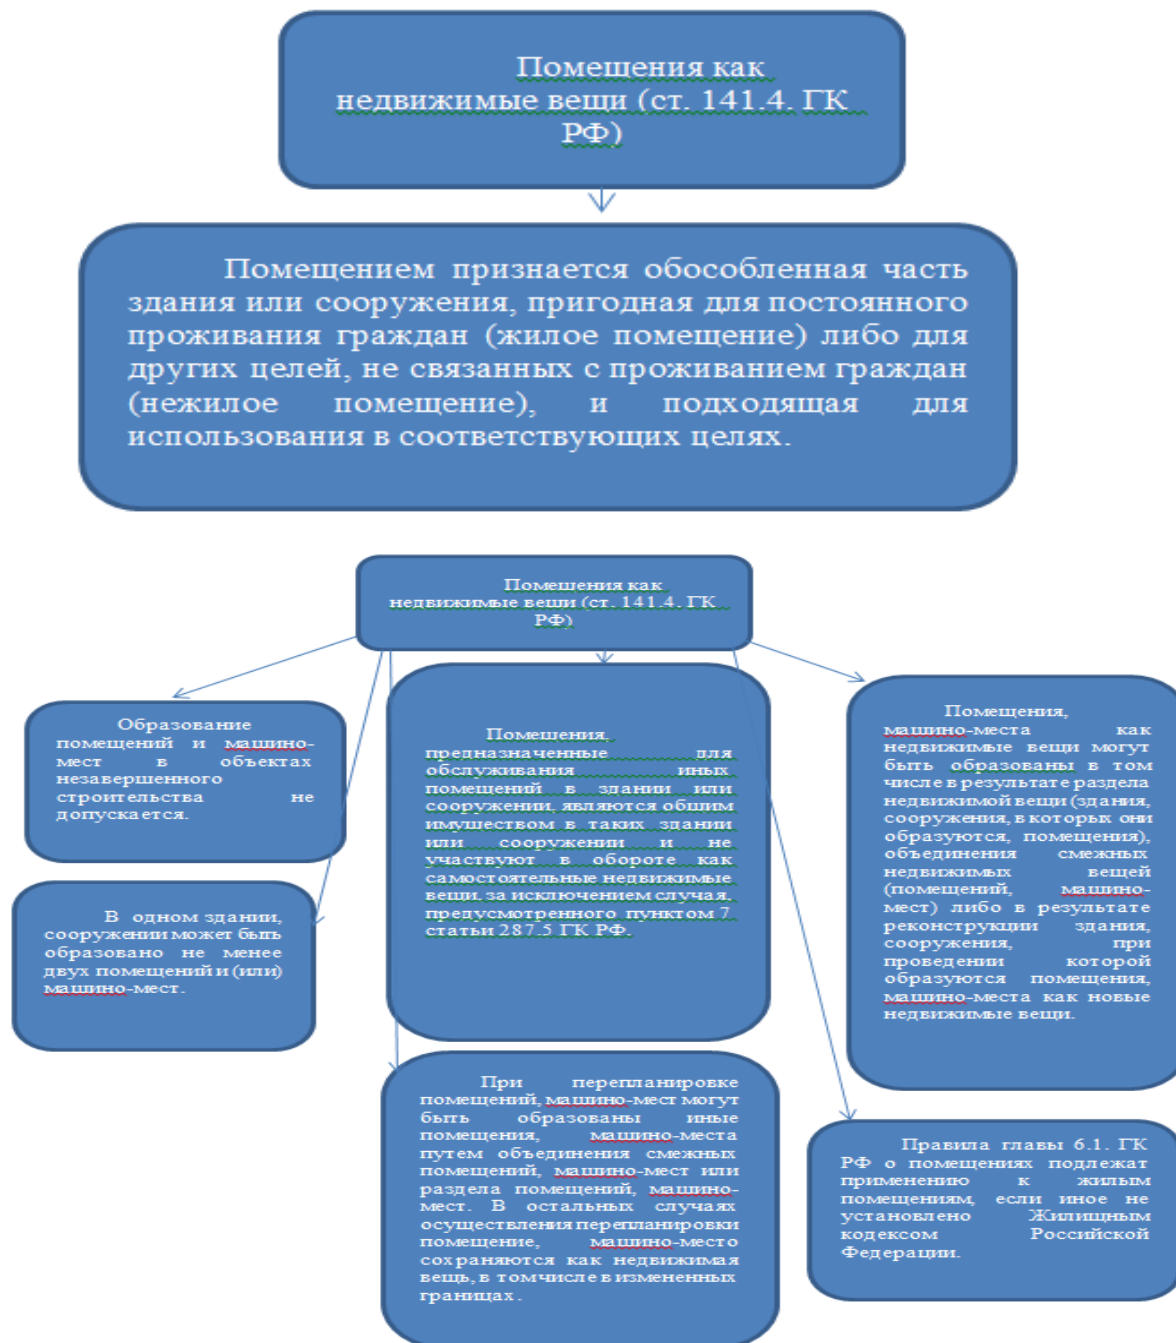 Помещения как
недвижимые вещи (ст. 141.4. ГК
РФ)
Помещением признается обособленная часть
здания или сооружения, пригодная для постоянного
проживания граждан (жилое помещение) либо для
других целей, не связанных с проживанием граждан
(нежилое помещение), и подходящая для
использования в соответствующих целях.
Помещения как
недвижимые вещи (ст. 141.4. ГК
РФ)
Образование
помещений и машино-
мест в объектах
незавершенного
строительства не
допускается.
В одном здании,
сооружении может быть
образовано не менее
двух помещений и (или)
машино-мест.
Помещения,
предназначенные для
обслуживания иных
помещений в здании или
сооружении, являются общим
имуществом в таких здании
или сооружении и не
участвуют в обороте как
самостоятельные недвижимые
вещи, за исключением случая,
предусмотренного пунктом 7
статьи 287.5 ГК РФ.
При перепланировке
помещений, машино-мест могут
быть образованы иные
помещения, машино-места
путем объединения смежных
помещений, машино-мест или
раздела помещений, машино-
мест. В остальных случаях
осуществления перепланировки
помещение, машино-место
сохраняются как недвижимая
вещь, в том числе в измененных
границах.
Помещения,
машино-места как
недвижимые вещи могут
быть образованы в том
числе в результате раздела
недвижимой вещи (здания,
сооружения, в которых они
образуются, помещения),
объединения смежных
недвижимых вещей
(помещений, машино-
мест) либо в результате
реконструкции здания,
сооружения, при
проведении которой
образуются помещения,
машино-места как новые
недвижимые вещи.
Правила главы 6.1. ГК
РФ о помещениях подлежат
применению к жилым
помещениям, если иное не
установлено Жилищным
кодексом Российской
Федерации.